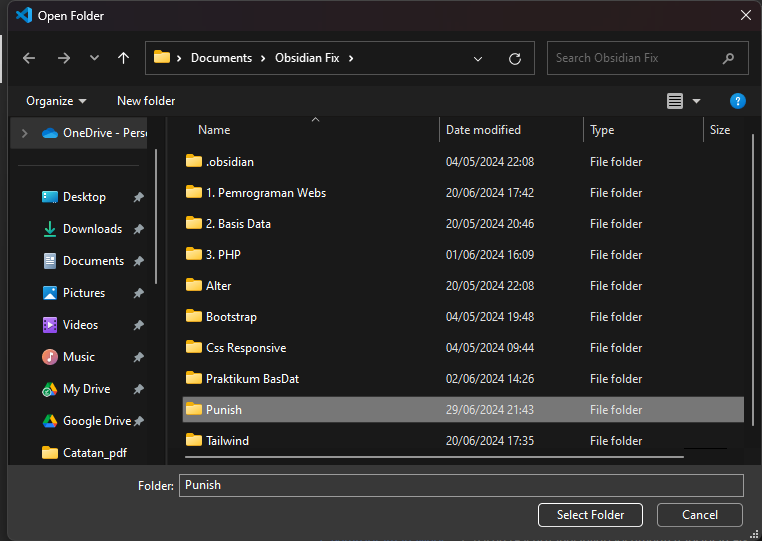 Open Folder
Documents Obsidian Fix
Search Obsidian Fix
Organize New folder
OneDrive - Perso
Name Date modified Type Size
.obsidian 04/05/2024 22:08 File folder
1. Pemrograman Webs 20/06/2024 17:42 File folder
Desktop
2. Basis Data 20/05/2024 20:46 File folder
Downloads
3. PHP 01/06/2024 16:09 File folder
Documents
Alter 20/05/2024 22:08 File folder
Pictures
Bootstrap 04/05/2024 19:48 File folder
Videos
Css Responsive 04/05/2024 09:44 File folder
Music
Praktikum BasDat 02/06/2024 14:26 File folder
My Drive
Punish 29/06/2024 21:43 File folder
Google Drive
Tailwind 20/06/2024 17:35 File folder
Catatan_pdf
Folder: Punish
Select Folder Cancel